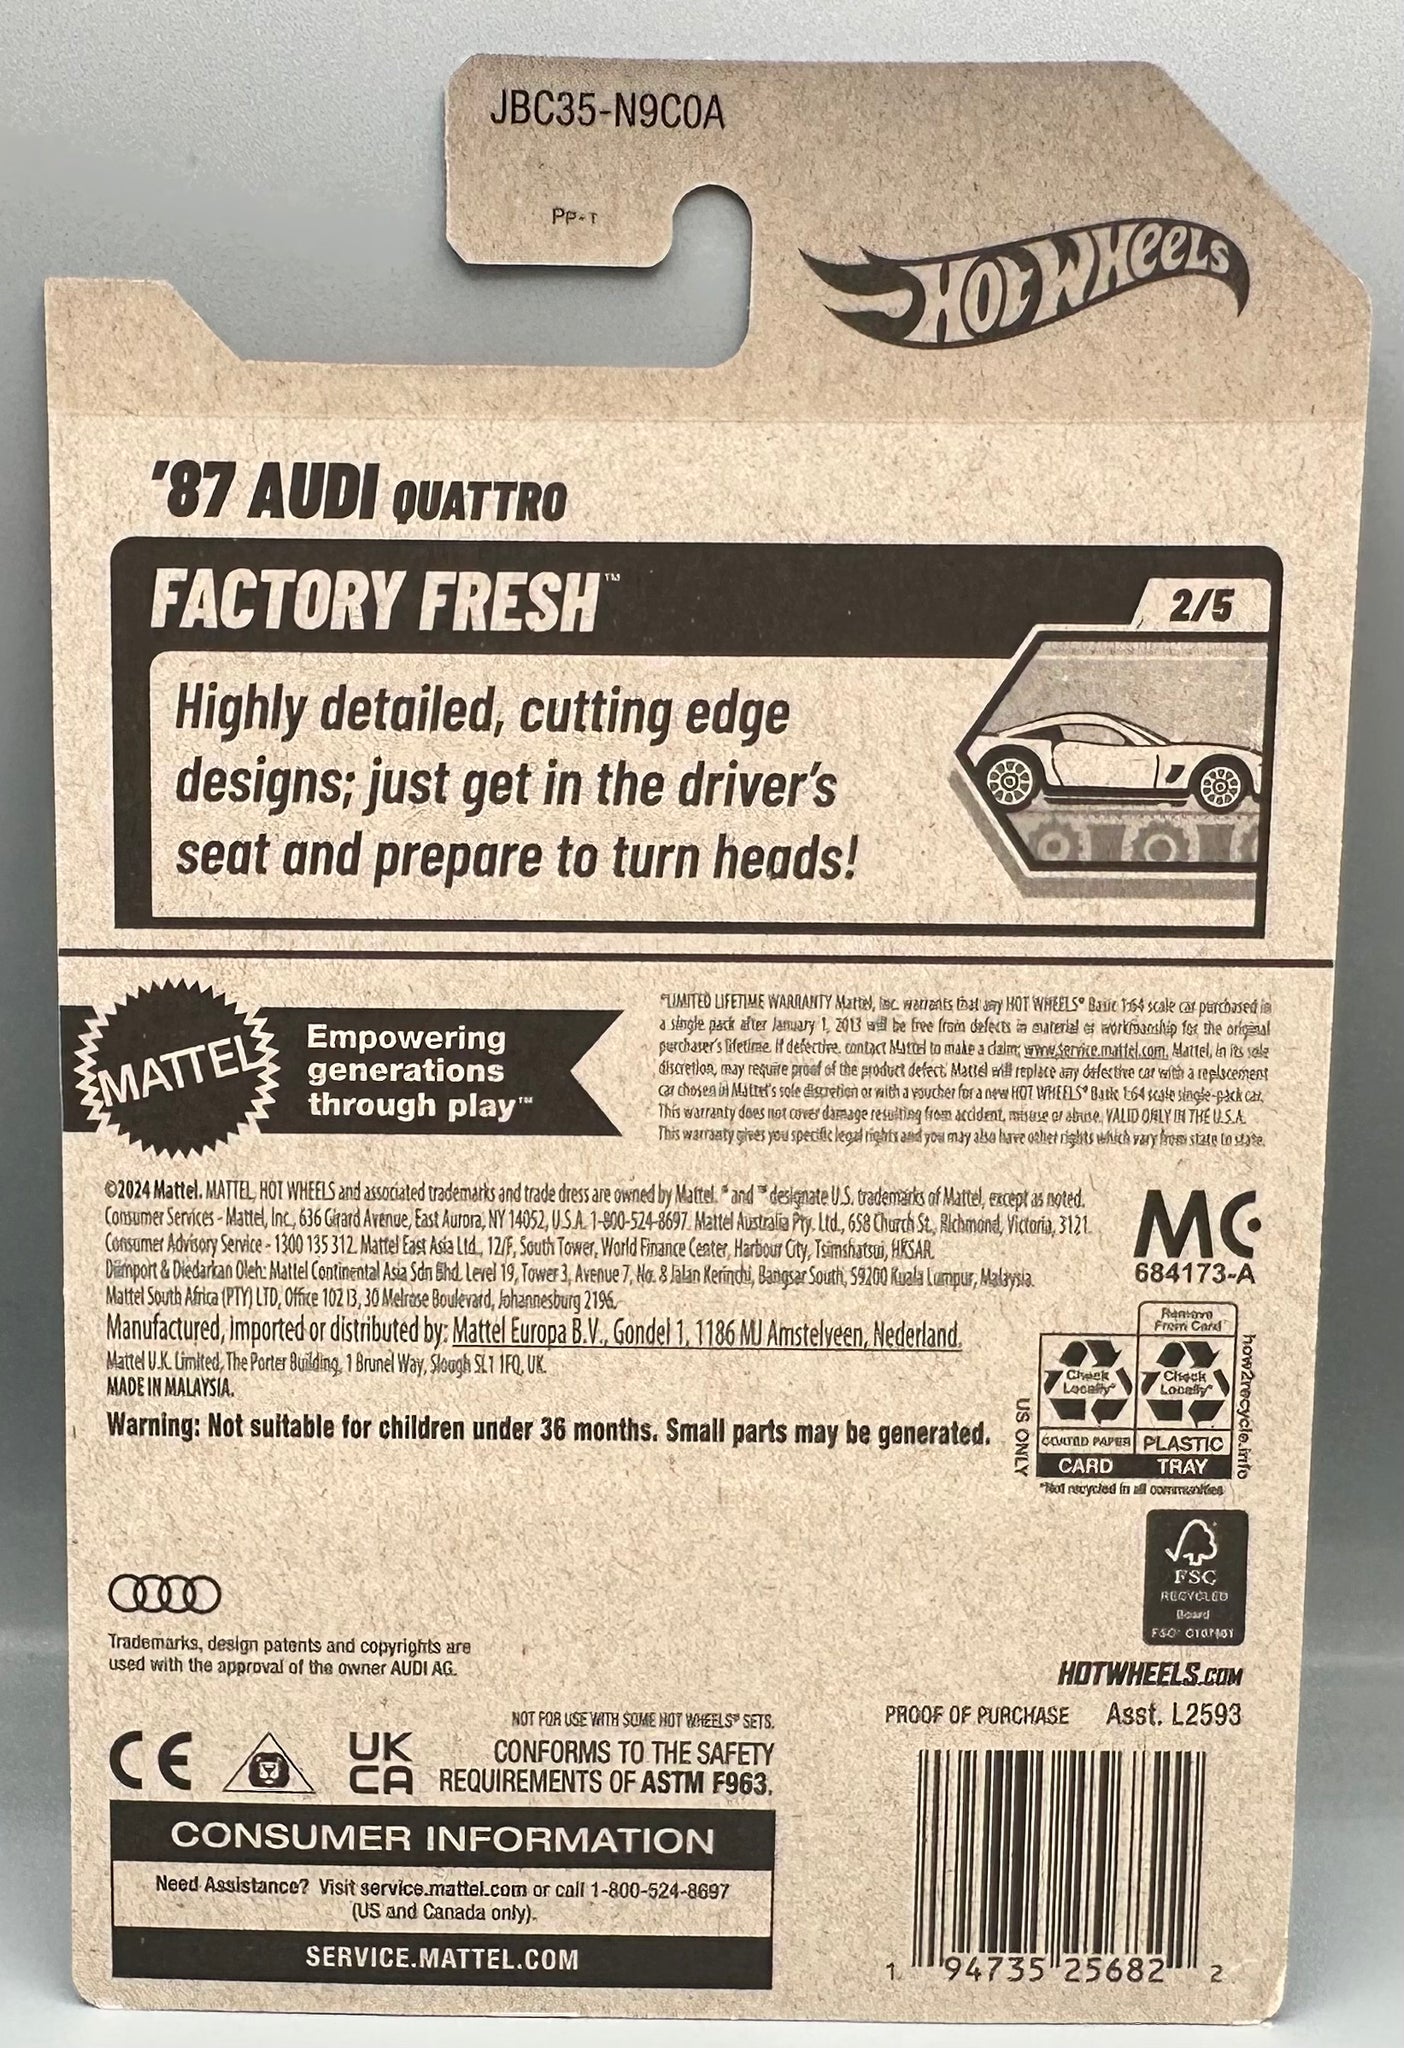 JBC35-N9C0A
HOT WHEELS
'87 AUDI QUATTRO
FACTORY FRESH™
2/5
Highly detailed, cutting edge
designs; just get in the driver's
seat and prepare to turn heads!
MATTEL
Empowering
generations
through play™
*LIMITED LIFETIME WARRANTY Mattel, Inc. warrants that any HOT WHEELS® Basic 1:64 scale car purchased in
a single pack after January 1, 2013 will be free from defects in material or workmanship for the original
purchaser's lifetime. If defective, contact Mattel to make a claim; www.service.mattel.com. Mattel, in its sole
discretion, may require proof of the product defect. Mattel will replace any defective car with a replacement
car chosen in Mattel's sole discretion or with a voucher for a new HOT WHEELS® Basic 1:64 scale single-pack car.
This warranty does not cover damage resulting from accident, misuse or abuse. VALID ONLY IN THE U.S.A.
This warranty gives you specific legal rights and you may also have other rights which vary from state to state.
©2024 Mattel. MATTEL, HOT WHEELS and associated trademarks and trade dress are owned by Mattel. ® and ™ designate U.S. trademarks of Mattel, except as noted.
Consumer Services - Mattel, Inc., 636 Girard Avenue, East Aurora, NY 14052, U.S.A. 1-800-524-8697. Mattel Australia Pty. Ltd., 658 Church St., Richmond, Victoria, 3121.
Consumer Advisory Service - 1300 135 312. Mattel East Asia Ltd., 12/F, South Tower, World Finance Center, Harbour City, Tsimshatsui, HKSAR.
Diimport & Diedarkan Oleh: Mattel Continental Asia Sdn Bhd. Level 19, Tower 3, Avenue 7, No. 8 Jalan Kerinchi, Bangsar South, 59200 Kuala Lumpur, Malaysia.
Mattel South Africa (PTY) LTD, Office 102 I3, 30 Melrose Boulevard, Johannesburg 2196.
Manufactured, imported or distributed by: Mattel Europa B.V., Gondel 1, 1186 MJ Amstelveen, Nederland.
Mattel U.K. Limited, The Porter Building, 1 Brunel Way, Slough SL1 1FQ, UK.
MADE IN MALAYSIA.
Warning: Not suitable for children under 36 months. Small parts may be generated.
MC
684173-A
Remove
From Card
Check
Locally*
Check
Locally*
COATED PAPER
PLASTIC
CARD
TRAY
US ONLY
how2recycle.info
*Not recycled in all communities
FSC
RECYCLED
Board
Trademarks, design patents and copyrights are
used with the approval of the owner AUDI AG.
HOTWHEELS.COM
PROOF OF PURCHASE Asst. L2593
NOT FOR USE WITH SOME HOT WHEELS® SETS.
CE
UK
CA
CONFORMS TO THE SAFETY
REQUIREMENTS OF ASTM F963.
CONSUMER INFORMATION
Need Assistance? Visit service.mattel.com or call 1-800-524-8697
(US and Canada only).
SERVICE.MATTEL.COM
1 94735 25682 2